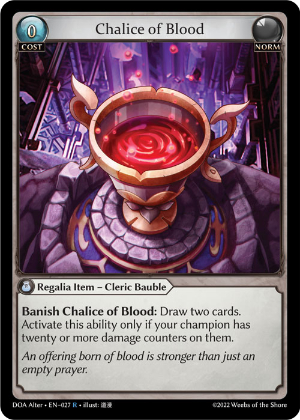 0
Chalice of Blood
COST
NORM
Regalia Item – Cleric Bauble
Banish Chalice of Blood: Draw two cards.
Activate this ability only if your champion has
twenty or more damage counters on them.
An offering born of blood is stronger than just an
empty prayer.
DOA Alter • EN-027 R • illust: 漫漫
©2022 Weebs of the Shore